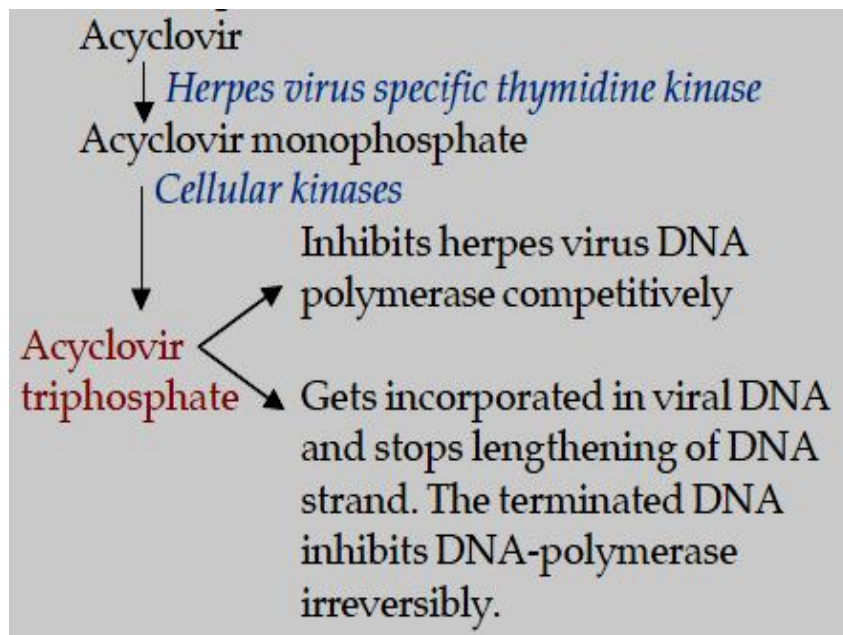 Acyclovir
Herpes virus specific thymidine kinase
Acyclovir monophosphate
Cellular kinases
Inhibits herpes virus DNA
polymerase competitively
Acyclovir
triphosphate
Gets incorporated in viral DNA
and stops lengthening of DNA
strand. The terminated DNA
inhibits DNA-polymerase
irreversibly.